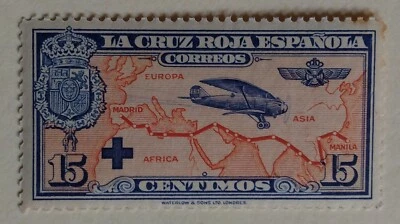 LA CRUZ ROJA ESPAÑOLA
CORREOS
EUROPA
MADRID
ASIA
MANILA
AFRICA
15 CENTIMOS 15
WATERLOW & SONS LTD. LONDRES.